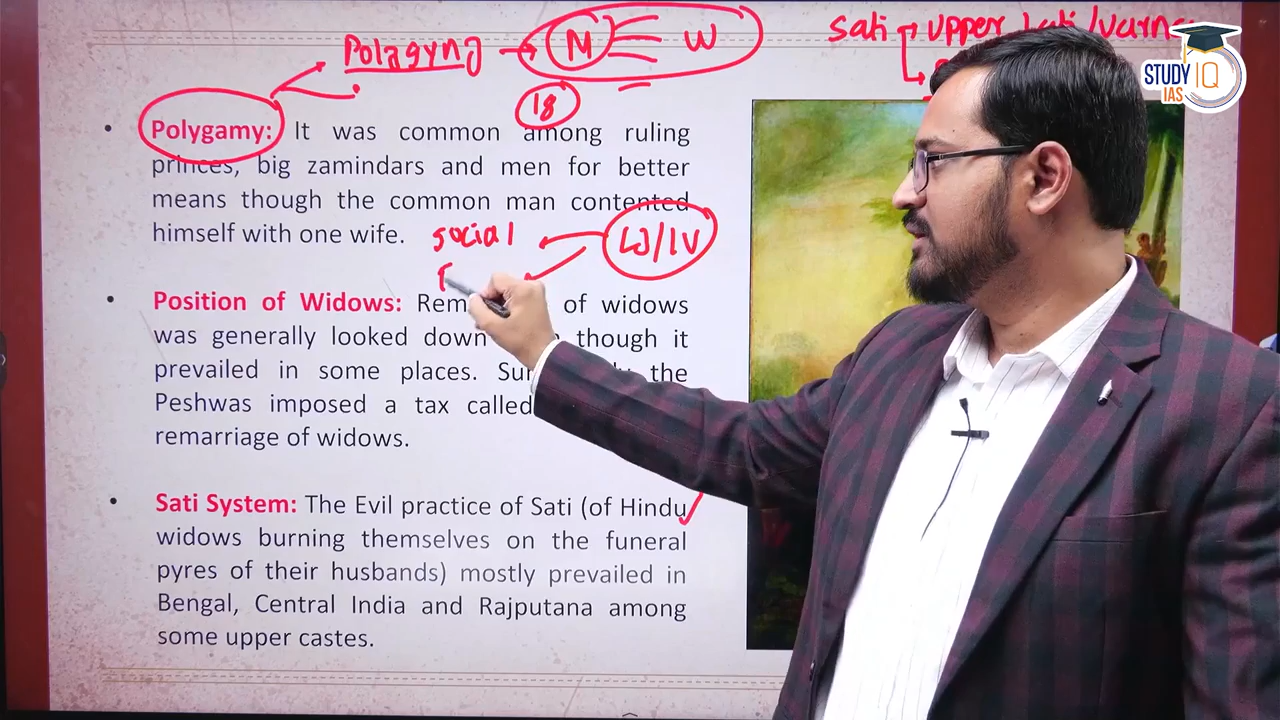 Polagyng → M W
Sati → upper
STUDY IQ
IAS
18
• Polygamy: It was common among ruling
princes, big zamindars and men for better
means though the common man contented
himself with one wife.
social
W/
• Position of Widows: Rem of widows
was generally looked down though it
prevailed in some places. the
Peshwas imposed a tax called
remarriage of widows.
• Sati System: The Evil practice of Sati (of Hindu
widows burning themselves on the funeral
pyres of their husbands) mostly prevailed in
Bengal, Central India and Rajputana among
some upper castes.